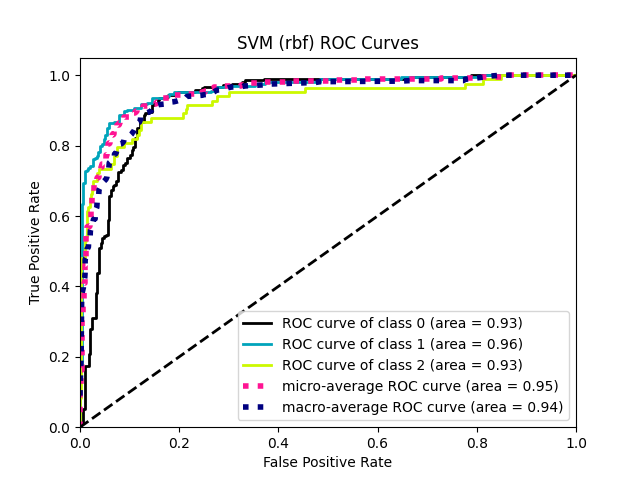 SVM (rbf) ROC Curves
True Positive Rate
1.0
0.8
0.6
0.4
0.2
0.0
ROC curve of class 0 (area = 0.93)
ROC curve of class 1 (area = 0.96)
ROC curve of class 2 (area = 0.93)
micro-average ROC curve (area = 0.95)
macro-average ROC curve (area = 0.94)
0.0 0.2 0.4 0.6 0.8 1.0
False Positive Rate